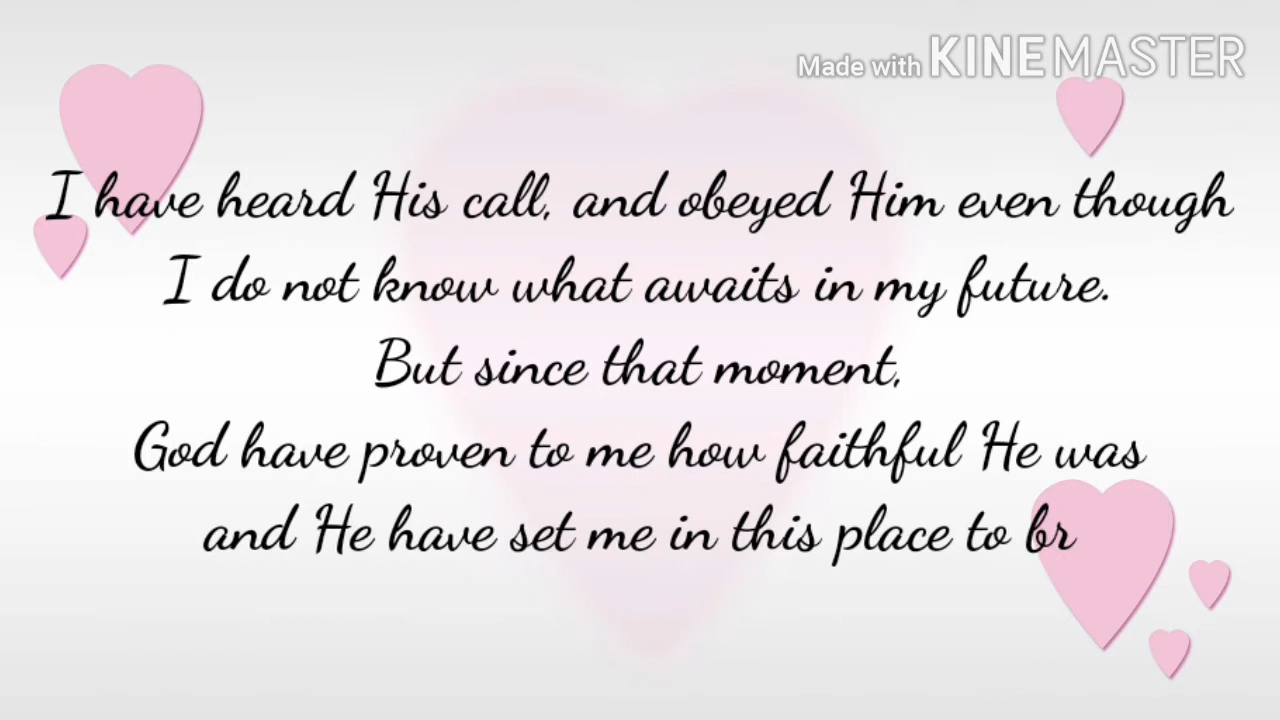 Made with KINEMASTER
I have heard His call, and obeyed Him even though
I do not know what awaits in my future.
But since that moment,
God have proven to me how faithful He was
and He have set me in this place to br